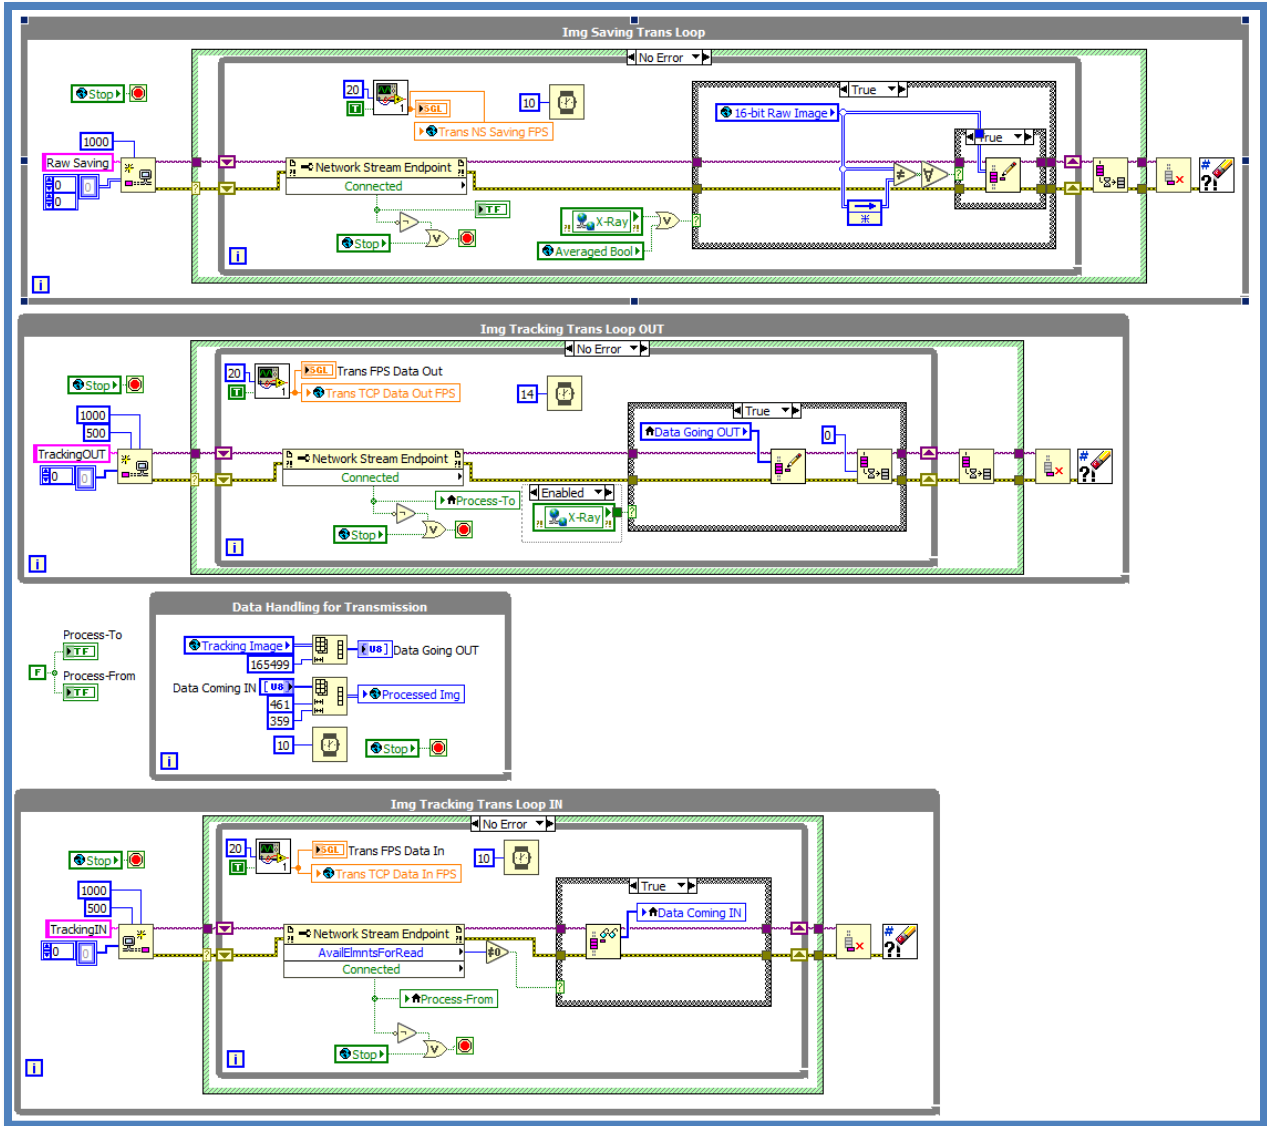 Img Saving Trans Loop
No Error
Stop
20
T
1
SGL
Trans NS Saving FPS
10
True
16-bit Raw Image
True
1000
Raw Saving
0
0
0
Network Stream Endpoint
Connected
TF
Stop
X-Ray
Averaged Bool
i
i
#
?!
Img Tracking Trans Loop OUT
No Error
Stop
20
T
1
SGL
Trans FPS Data Out
Trans TCP Data Out FPS
14
True
Data Going OUT
0
1000
500
TrackingOUT
0
0
Network Stream Endpoint
Connected
Process-To
Enabled
X-Ray
Stop
i
i
#
?!
Data Handling for Transmission
Process-To
TF
F
Process-From
TF
Tracking Image
165499
U8
Data Going OUT
Data Coming IN
U8
461
359
Processed Img
10
Stop
i
Img Tracking Trans Loop IN
No Error
Stop
20
T
1
SGL
Trans FPS Data In
Trans TCP Data In FPS
10
True
Data Coming IN
1000
500
TrackingIN
0
0
Network Stream Endpoint
AvailElmntsForRead
≠0
Connected
Process-From
Stop
i
i
#
?!